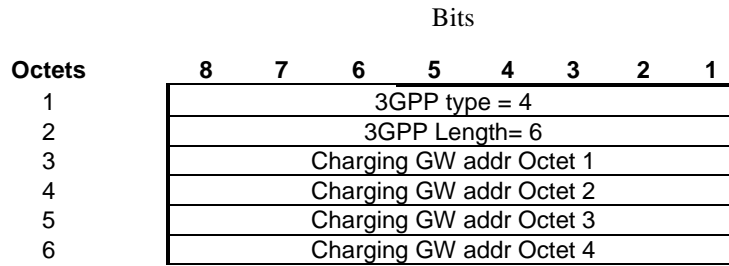 Bits
Octets 8 7 6 5 4 3 2 1
1 3GPP type = 4
2 3GPP Length= 6
3 Charging GW addr Octet 1
4 Charging GW addr Octet 2
5 Charging GW addr Octet 3
6 Charging GW addr Octet 4